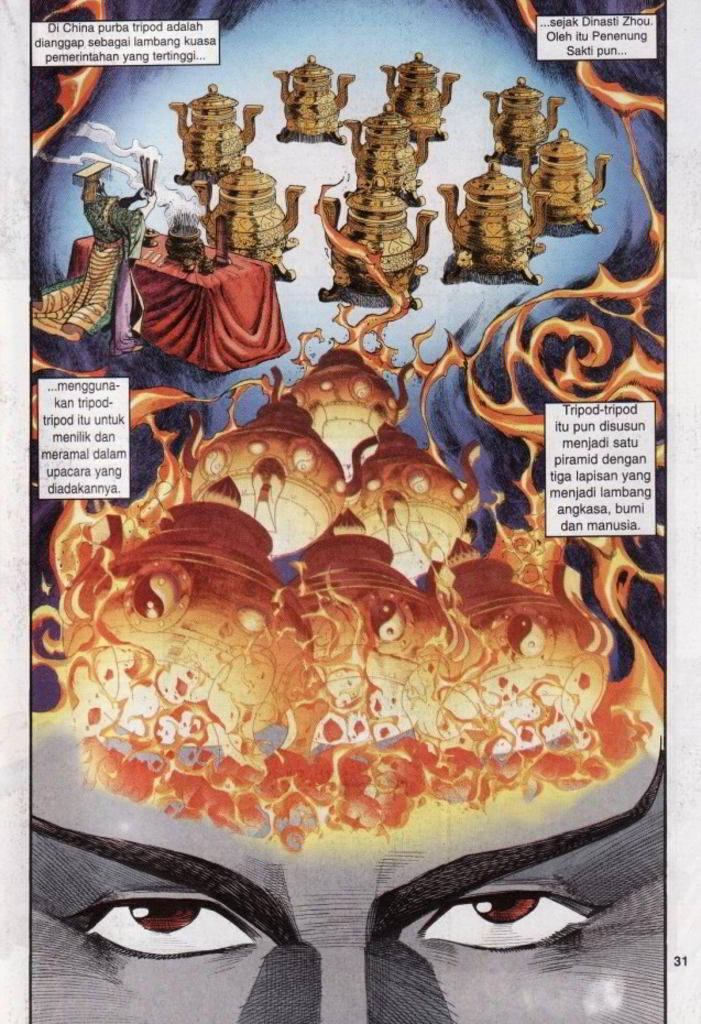 Di China purba tripod adalah
dianggap sebagai lambang kuasa
pemerintahan yang tertinggi...
...sejak Dinasti Zhou.
Oleh itu Penenung
Sakti pun...
...mengguna-
kan tripod-
tripod itu untuk
menilik dan
meramal dalam
upacara yang
diadakannya.
Tripod-tripod
itu pun disusun
menjadi satu
piramid dengan
tiga lapisan yang
menjadi lambang
angkasa, bumi
dan manusia.
31